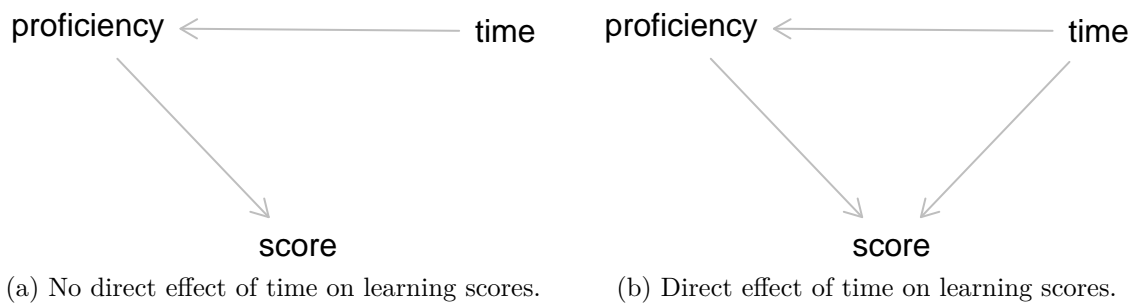 proficiency time proficiency time
score score
(a) No direct effect of time on learning scores. (b) Direct effect of time on learning scores.